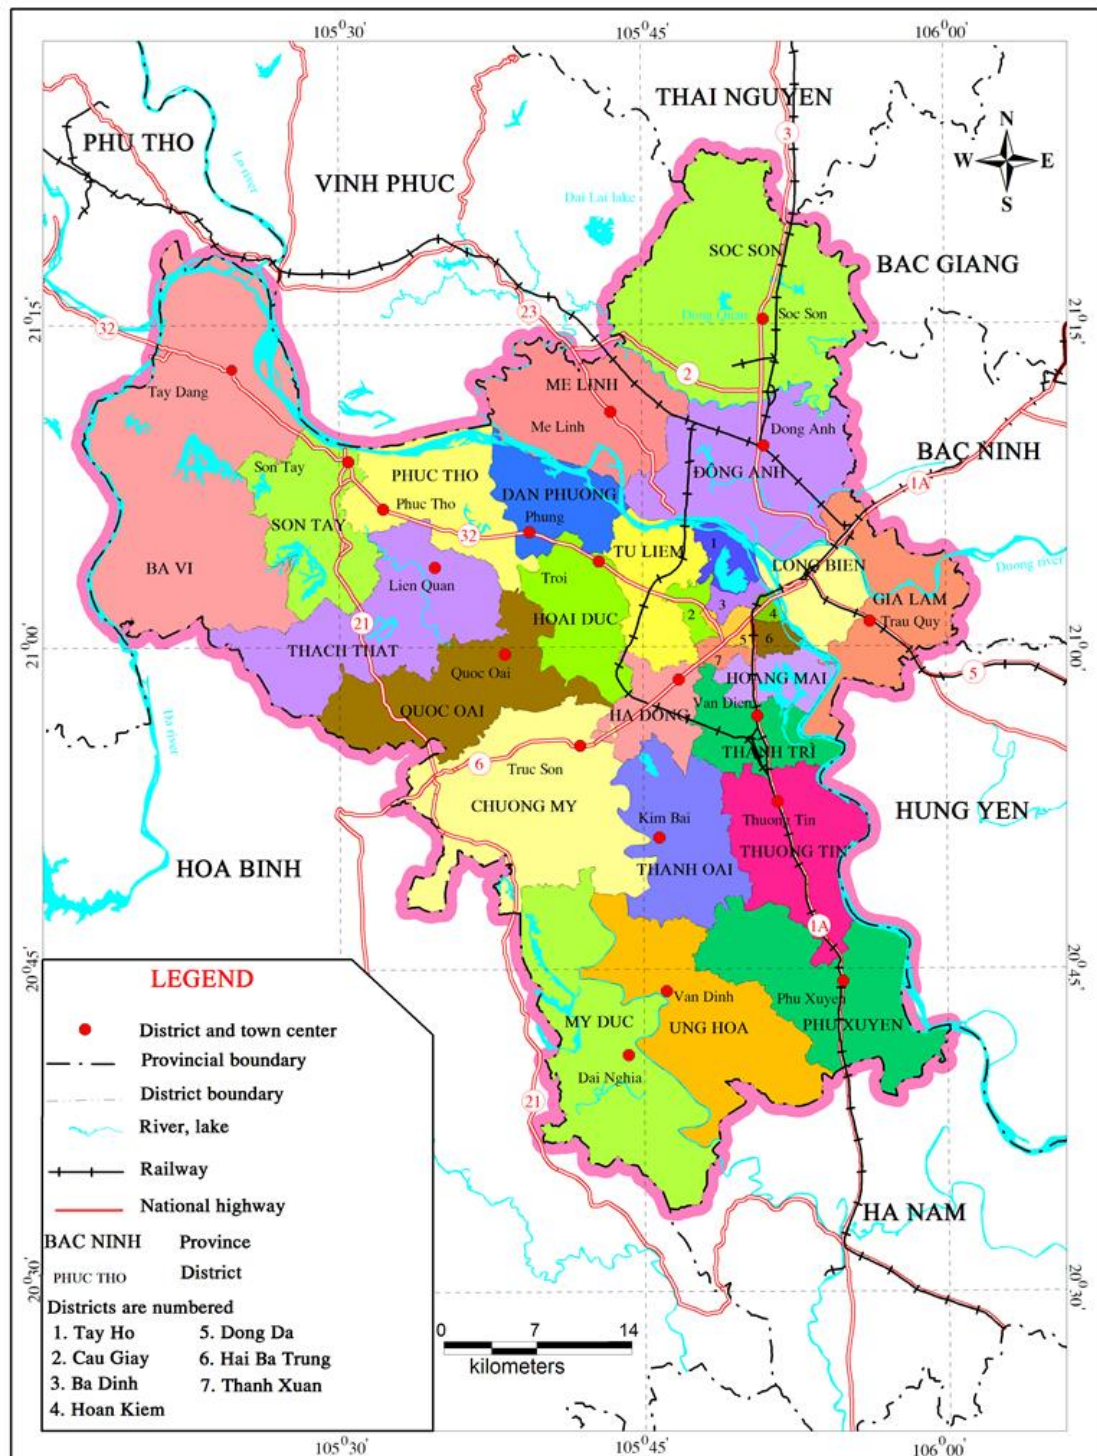 105°30' 105°45' 106°00'
THAI NGUYEN
PHU THO
3
N
W E
S
Lo river
VINH PHUC
Dai Lai lake
SOC SON
BAC GIANG
21°15' 32 23 Dong Quan Soc Son 21°15'
2
Tay Dang
ME LINH
Me Linh Dong Anh
BAC NINH
Son Tay PHUC THO ĐÔNG ANH
1A
DAN PHUONG
Phuc Tho Phung
SON TAY 32 TU LIEM 1
BA VI Troi LONG BIEN Duong river
Lien Quan
HOAI DUC 2 3 4 GIA LAM
21 5 6 Trau Quy
21°00' THACH THAT 7 21°00'
Quoc Oai HOANG MAI 5
QUOC OAI HA DONG Van Dien
Da river
THANH TRÌ
6 Truc Son
CHUONG MY Kim Bai Thuong Tin HUNG YEN
THUONG TIN
HOA BINH THANH OAI
1A
20°45' 20°45'
Van Dinh Phu Xuyen
MY DUC UNG HOA PHU XUYEN
Dai Nghia
21
HA NAM
20°30' 20°30'
LEGEND
District and town center
Provincial boundary
District boundary
River, lake
Railway
National highway
BAC NINH Province
PHUC THO District
Districts are numbered
1. Tay Ho 5. Dong Da
2. Cau Giay 6. Hai Ba Trung
3. Ba Dinh 7. Thanh Xuan
4. Hoan Kiem
0 7 14
kilometers
105°30' 105°45' 106°00'